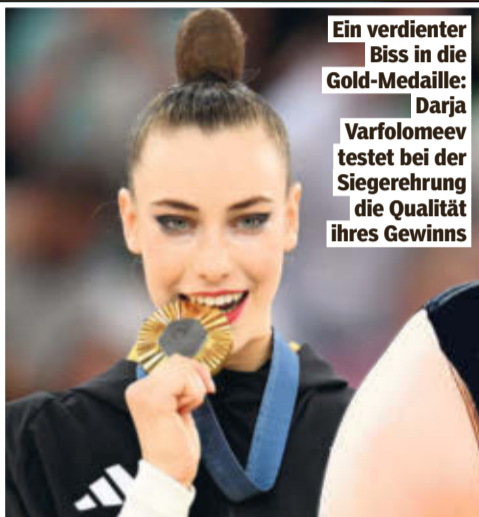 Ein verdienter
Biss in die
Gold-Medaille:
Darja
Varfolomeev
testet bei der
Siegerehrung
die Qualität
ihres Gewinns